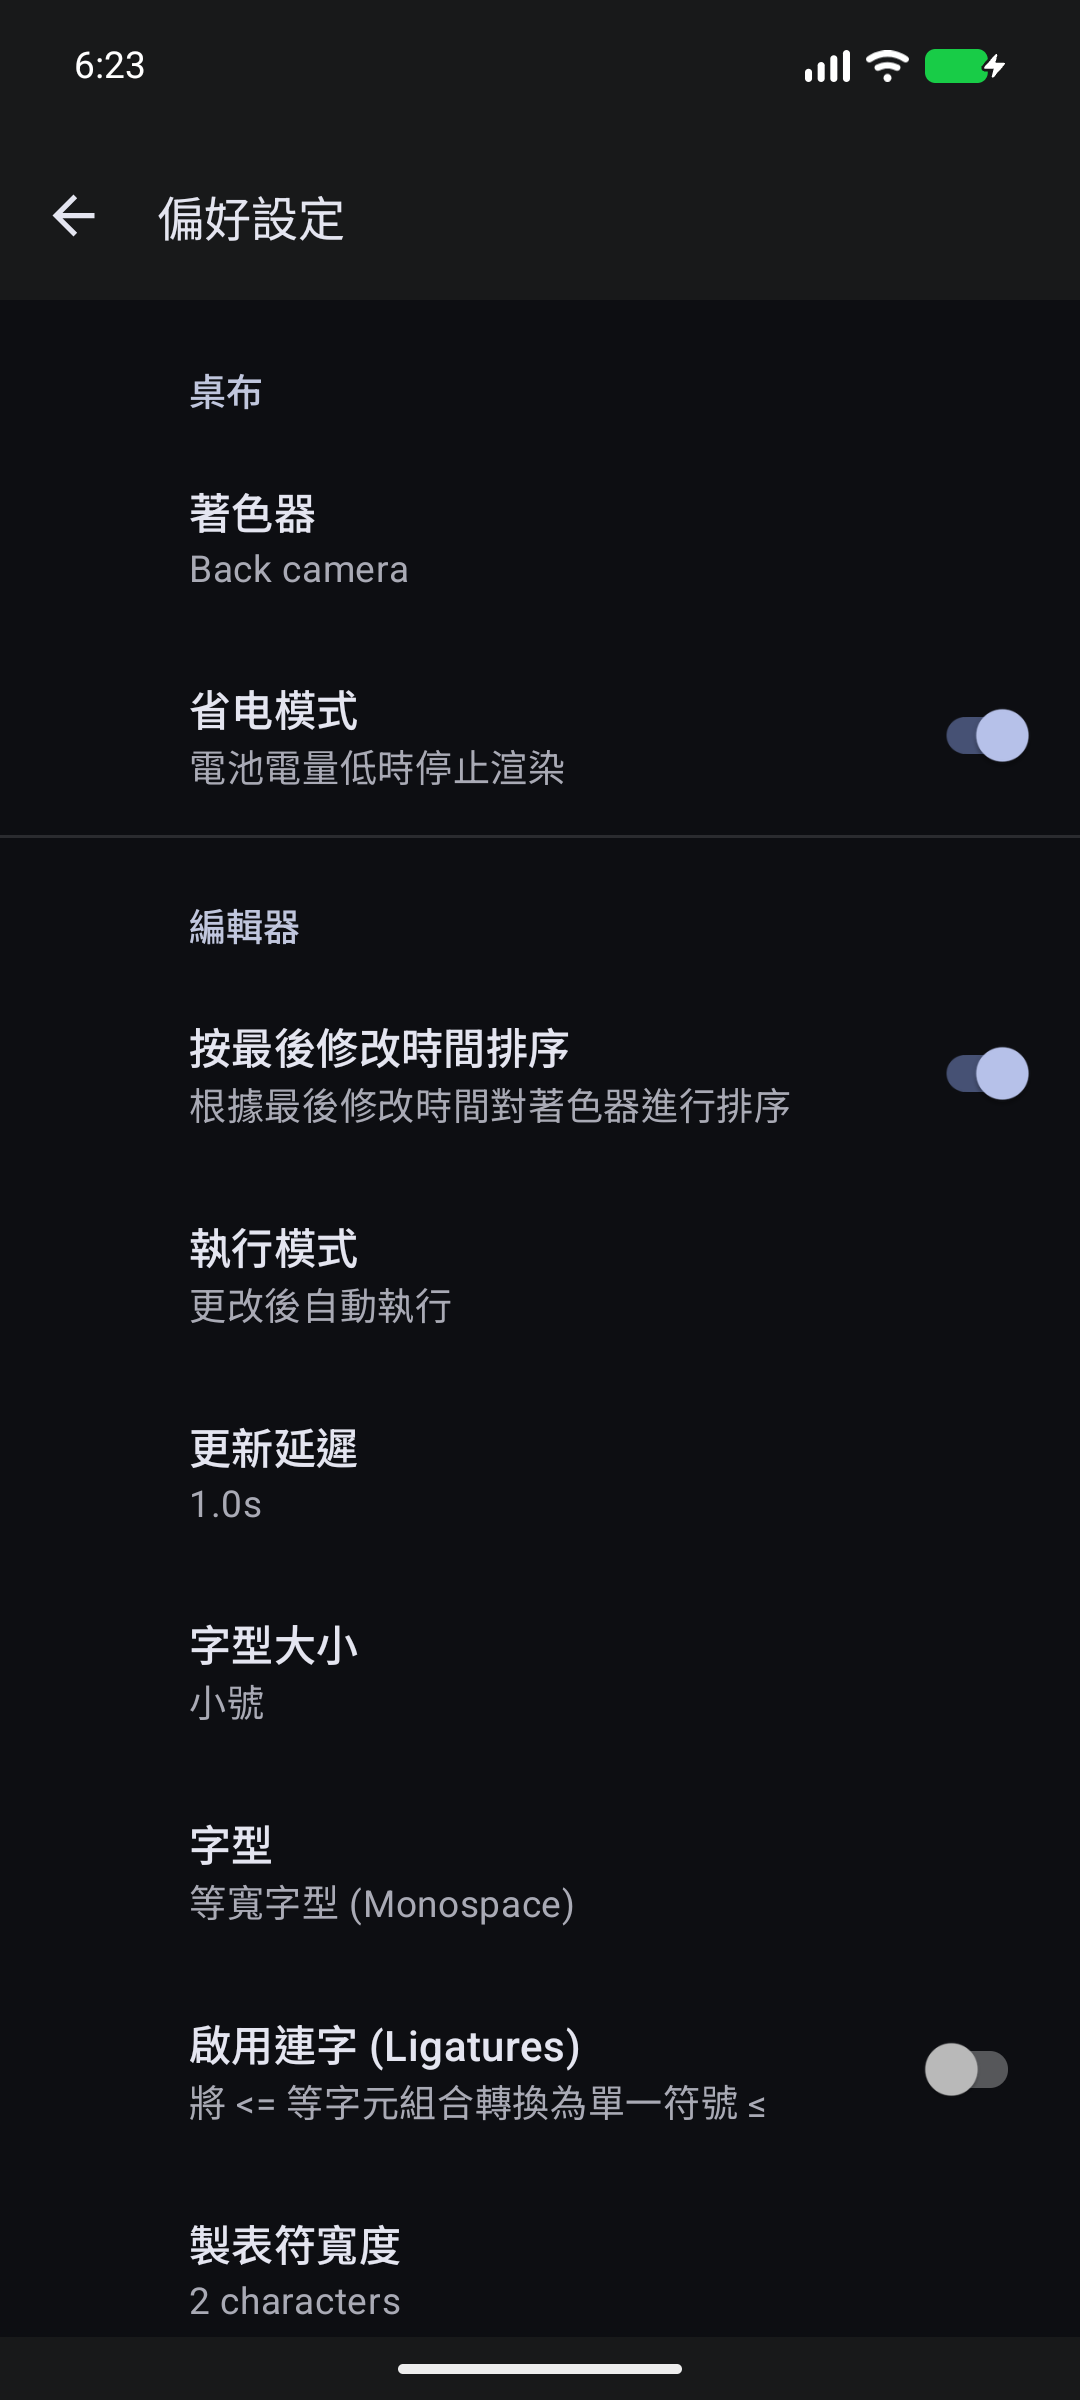 6:23
偏好設定
桌布
著色器
Back camera
省电模式
電池電量低時停止渲染
編輯器
按最後修改時間排序
根據最後修改時間對著色器進行排序
執行模式
更改後自動執行
更新延遲
1.0s
字型大小
小號
字型
等寬字型 (Monospace)
啟用連字 (Ligatures)
將 <= 等字元組合轉換為單一符號 ≤
製表符寬度
2 characters